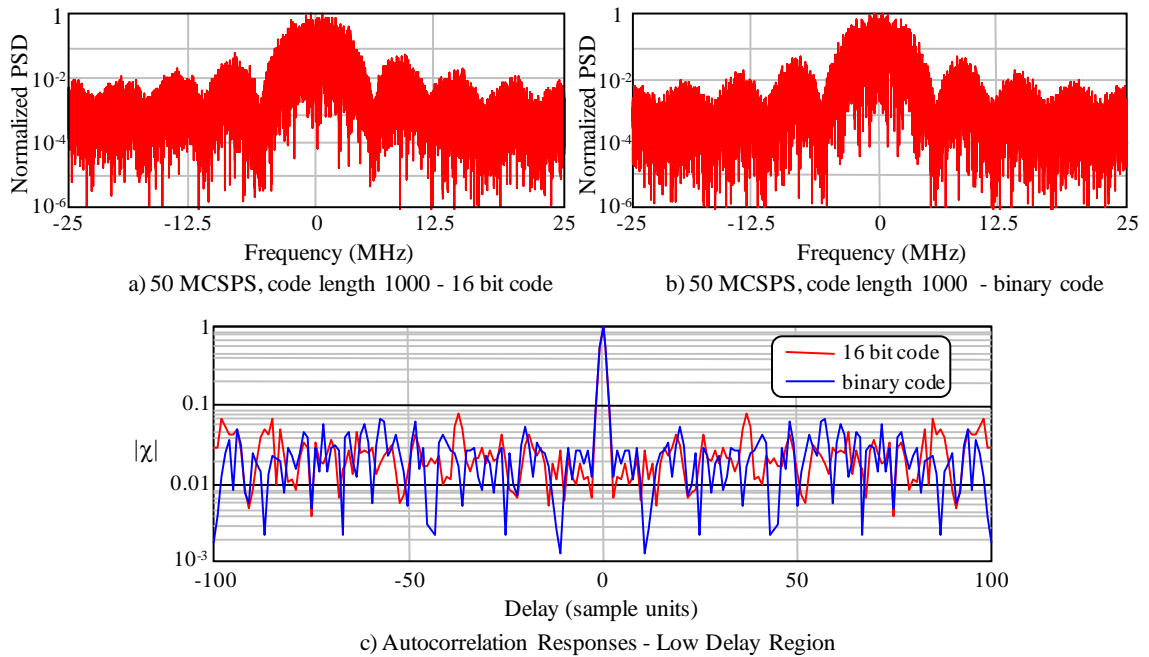 Normalized PSD
1
10-2
10-4
10-6
-25
-12.5
0
12.5
25
Frequency (MHz)
a) 50 MCSPS, code length 1000 - 16 bit code
Normalized PSD
1
10-2
10-4
10-6
-25
-12.5
0
12.5
25
Frequency (MHz)
b) 50 MCSPS, code length 1000 - binary code
|χ|
1
0.1
0.01
10-3
-100
-50
0
50
100
16 bit code
binary code
Delay (sample units)
c) Autocorrelation Responses - Low Delay Region